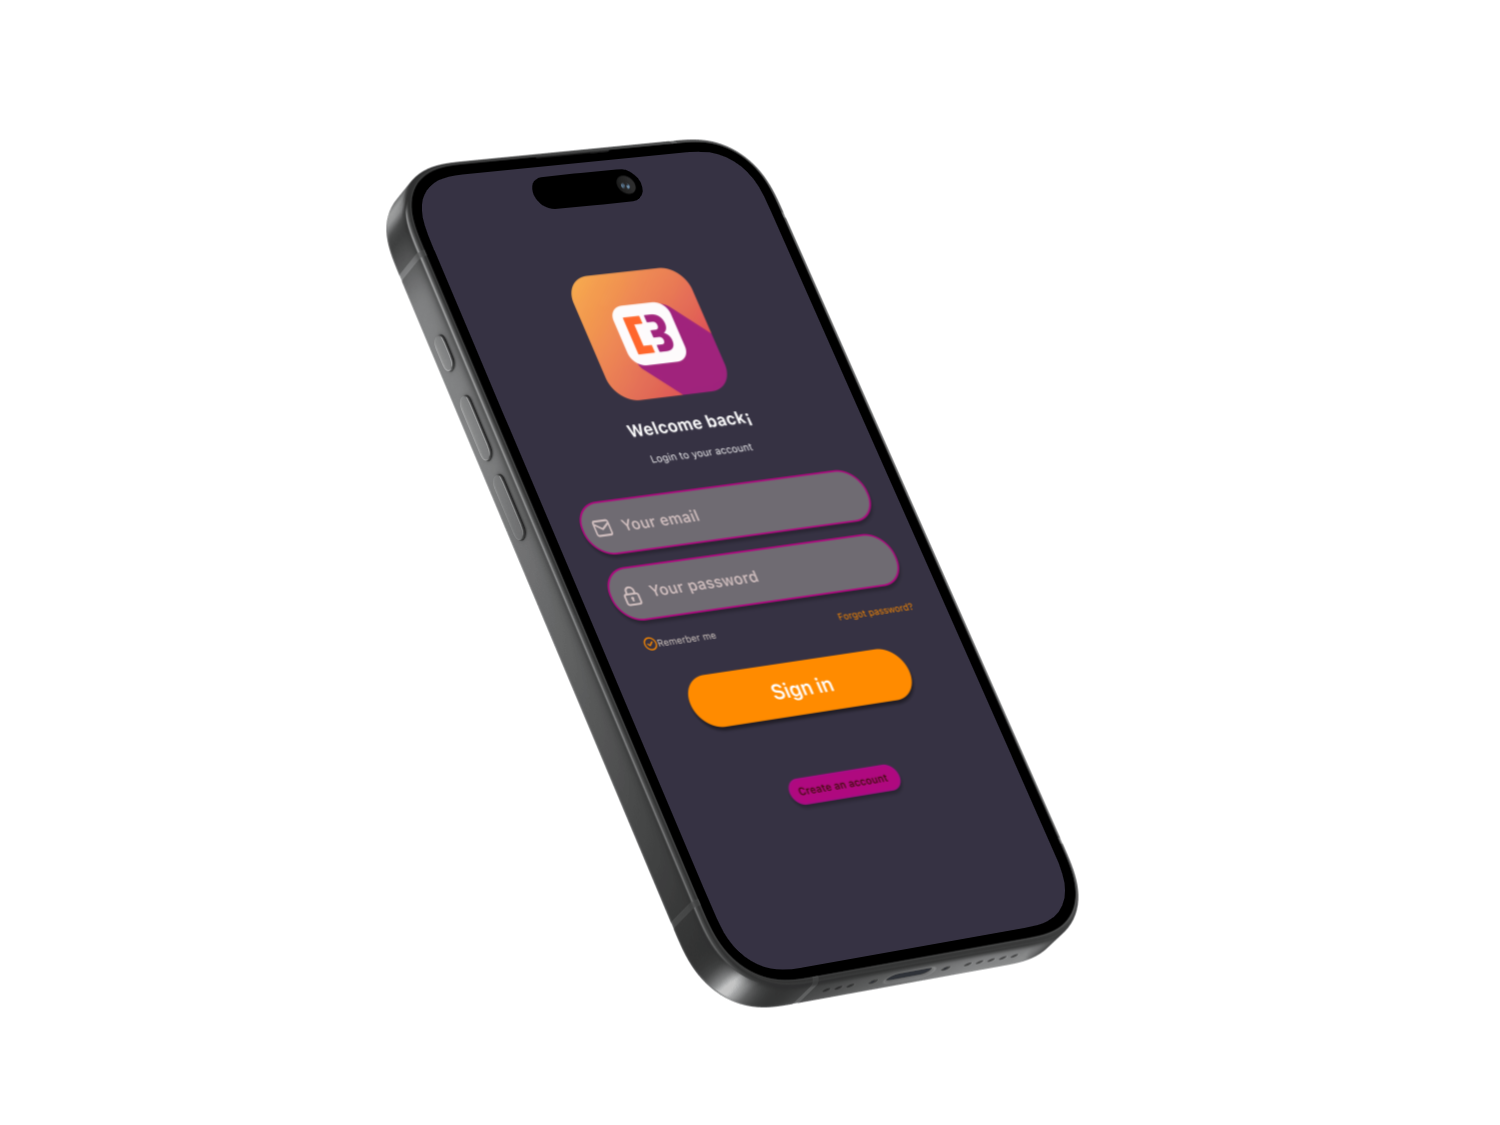 Welcome back¡
Login to your account
Your email
Your password
Remerber me
Forgot password?
Sign in
Create an account